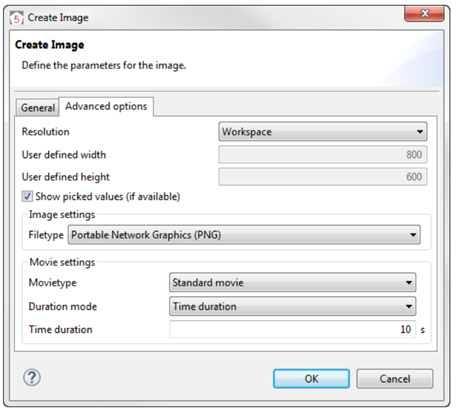 5 Create Image
Create Image
Define the parameters for the image.
General Advanced options
Resolution Workspace
User defined width 800
User defined height 600
Show picked values (if available)
Image settings
Filetype Portable Network Graphics (PNG)
Movie settings
Movietype Standard movie
Duration mode Time duration
Time duration 10 s
? OK Cancel